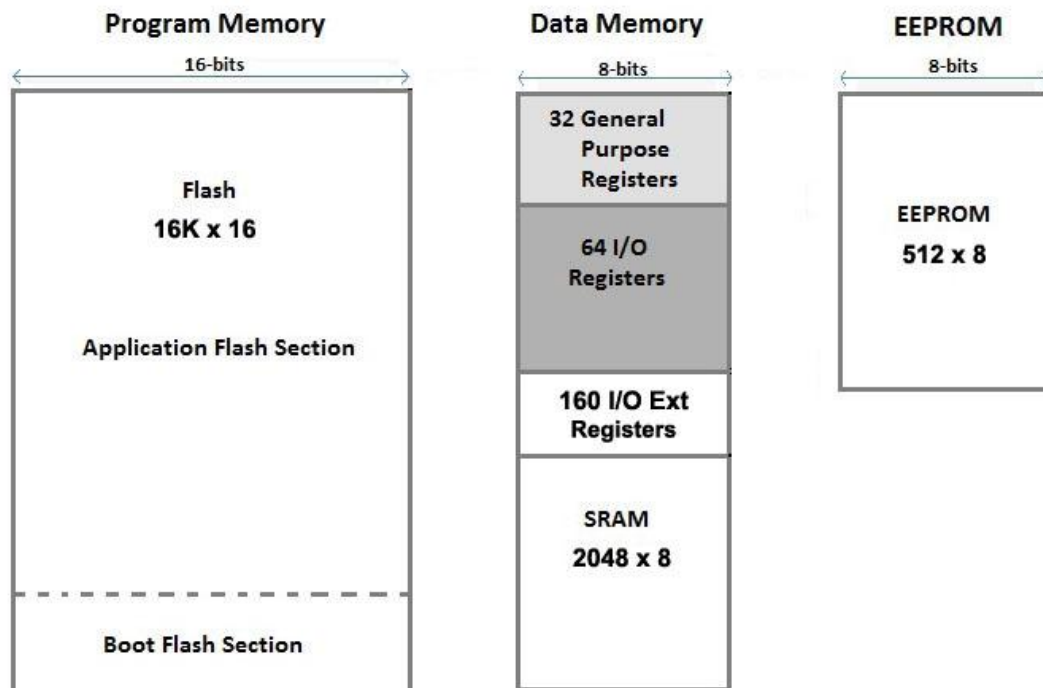 Program Memory
16-bits
Flash
16K x 16
Application Flash Section
Boot Flash Section
Data Memory
8-bits
32 General
Purpose
Registers
64 I/O
Registers
160 I/O Ext
Registers
SRAM
2048 x 8
EEPROM
8-bits
EEPROM
512 x 8